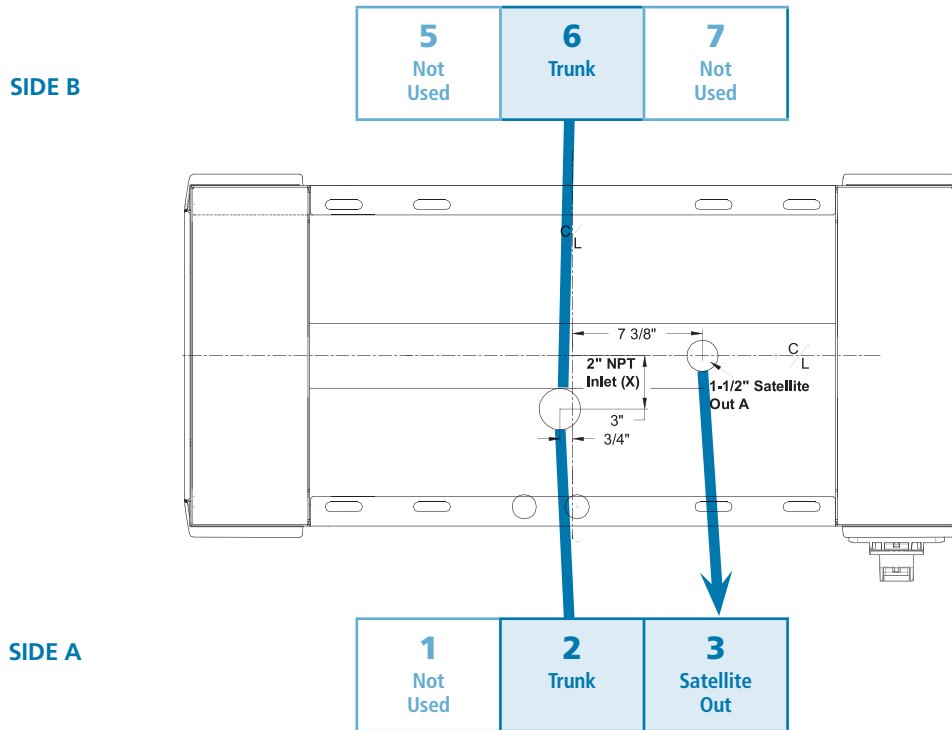 5
Not
Used
6
Trunk
7
Not
Used
SIDE B
C
L
7 3/8"
C
L
2" NPT
Inlet (X)
1-1/2" Satellite
Out A
3"
3/4"
SIDE A
1
Not
Used
2
Trunk
3
Satellite
Out